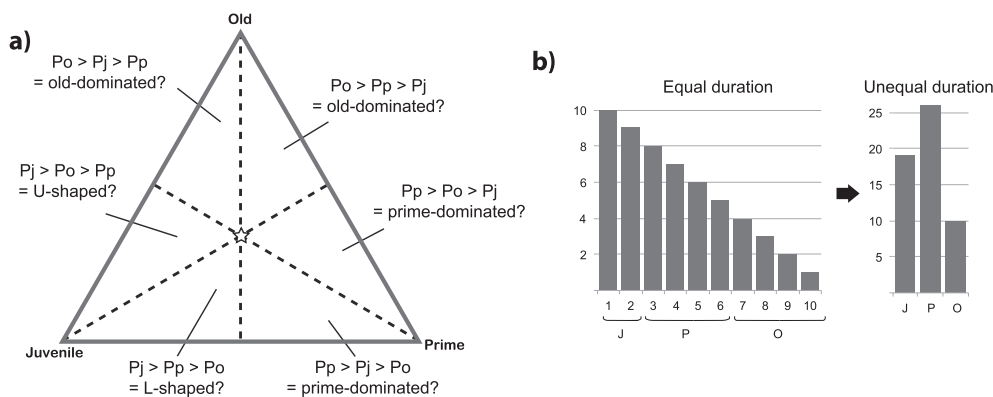 a)
Old
Po > Pj > Pp
= old-dominated?
Po > Pp > Pj
= old-dominated?
Pj > Po > Pp
= U-shaped?
Pp > Po > Pj
= prime-dominated?
Juvenile
Prime
Pj > Pp > Po
= L-shaped?
Pp > Pj > Po
= prime-dominated?
b)
Equal duration
10
8
6
4
2
1 2 3 4 5 6 7 8 9 10
J P O
Unequal duration
25
20
15
10
5
J P O